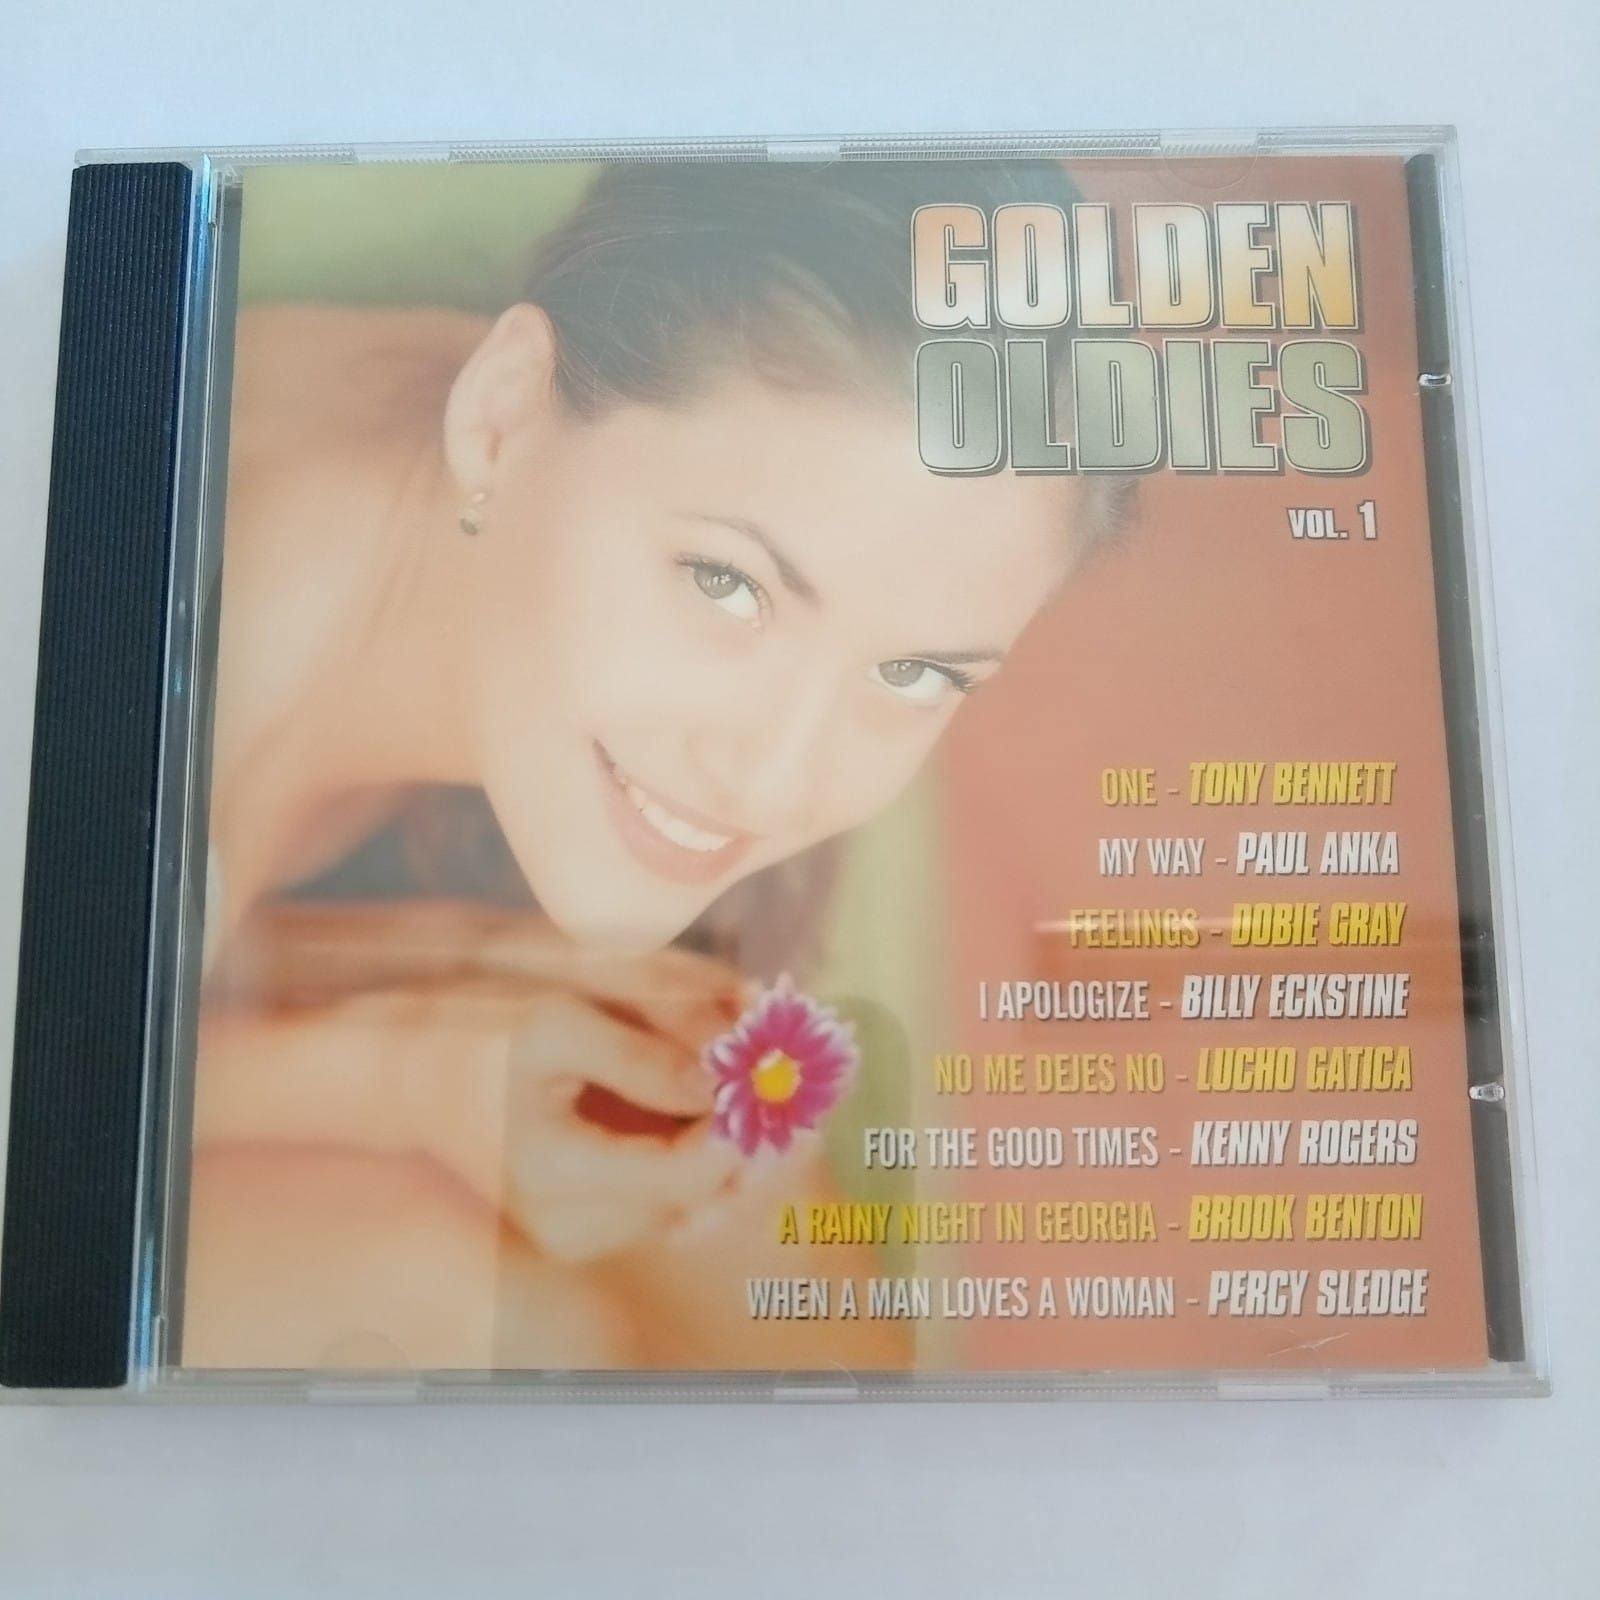 GOLDEN
OLDIES
VOL. 1
ONE - TONY BENNETT
MY WAY - PAUL ANKA
FEELINGS - DOBIE GRAY
I APOLOGIZE - BILLY ECKSTINE
NO ME DEJES NO - LUCHO GATICA
FOR THE GOOD TIMES - KENNY ROGERS
A RAINY NIGHT IN GEORGIA - BROOK BENTON
WHEN A MAN LOVES A WOMAN - PERCY SLEDGE